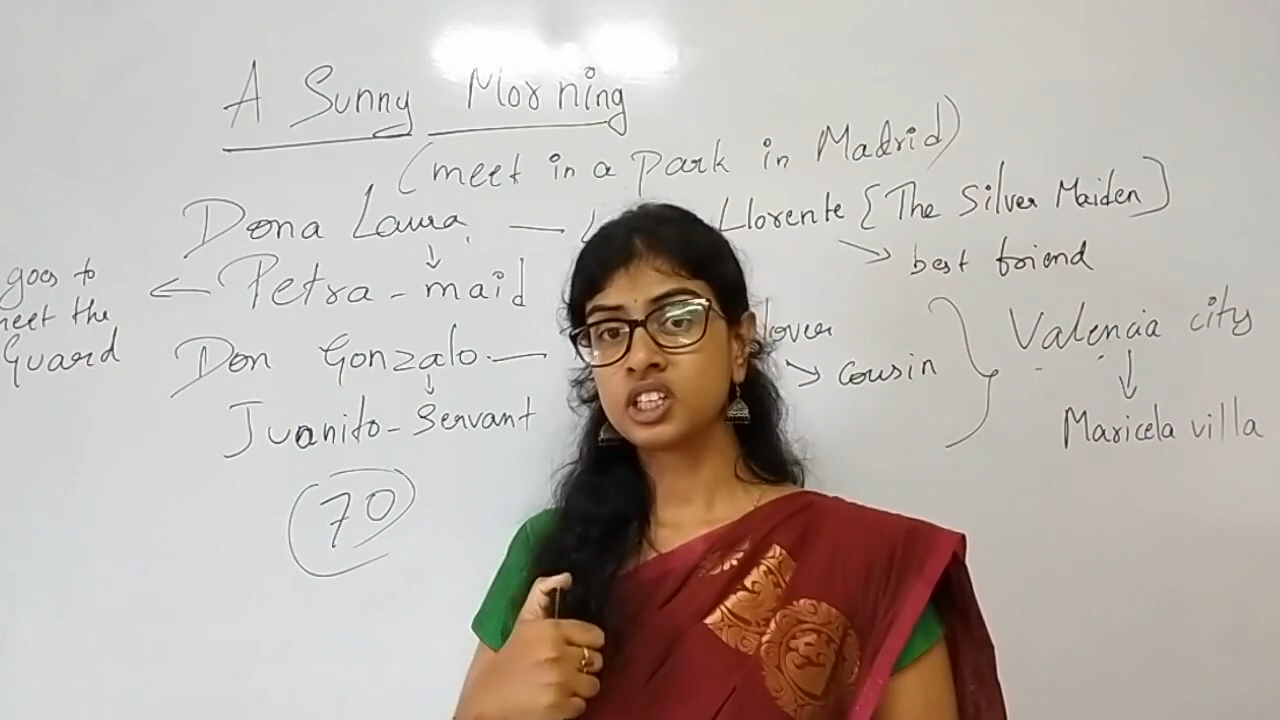 A Sunny Morning
(meet in a park in Madrid)
Dona Laura — Llorente [The Silver Maiden]
→ best friend
goes to meet the Guard ← Petra - maid
Don Gonzalo — lover
→ cousin
Valencia city
Juanito - Servant
Maricela villa
70